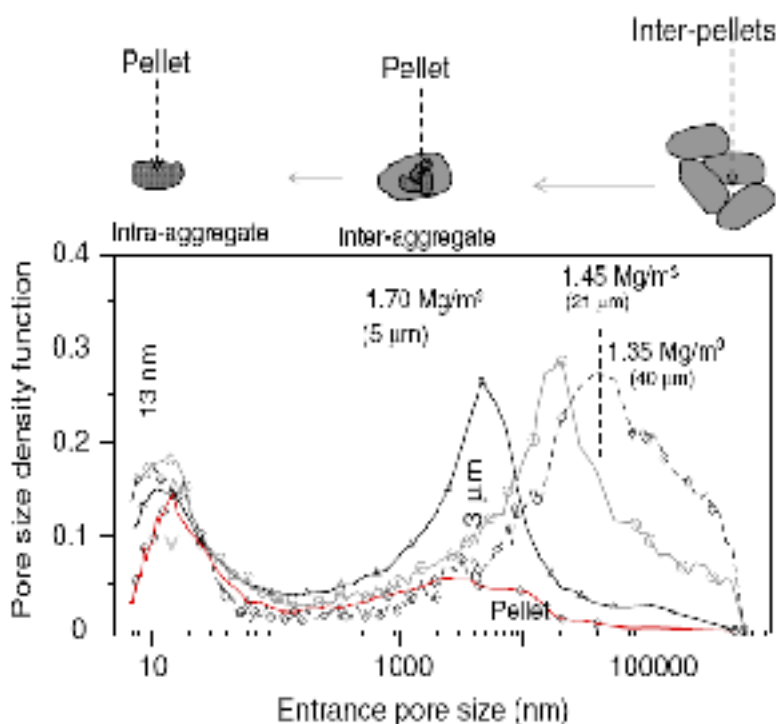 Inter-pellets
Pellet
Pellet
Intra-aggregate
Inter-aggregate
0.4
0.3
0.2
0.1
0
Pore size density function
13 nm
1.70 Mg/m³
(5 µm)
1.45 Mg/m³
(21 µm)
1.35 Mg/m³
(40 µm)
3 µm
Pellet
10
1000
100000
Entrance pore size (nm)